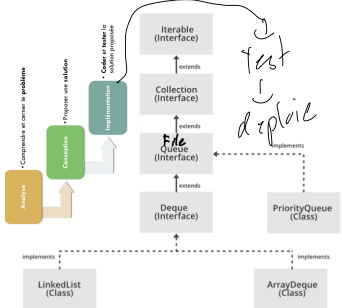 • Coder et tester la
solution proposée
Implémentation
• Proposer une solution
Conception
• Comprendre et cerner le problème
Analyse
Iterable
(Interface)
extends
Collection
(Interface)
extends
File
Queue
(Interface)
extends
Deque
(Interface)
implements
PriorityQueue
(Class)
implements
implements
LinkedList
(Class)
ArrayDeque
(Class)
Test
deploie